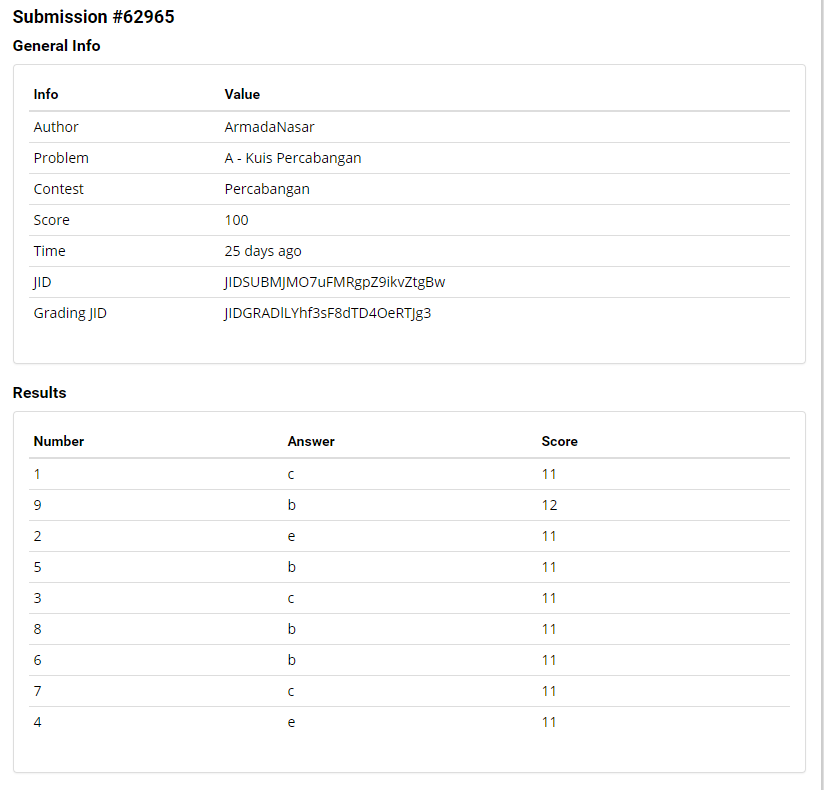 Submission #62965
General Info
Info Value
Author ArmadaNasar
Problem A - Kuis Percabangan
Contest Percabangan
Score 100
Time 25 days ago
JID JIDSUBMJMO7uFMRgpZ9ikvZtgBw
Grading JID JIDGRADlLYhf3sF8dTD4OeRTJg3
Results
Number Answer Score
1 c 11
9 b 12
2 e 11
5 b 11
3 c 11
8 b 11
6 b 11
7 c 11
4 e 11